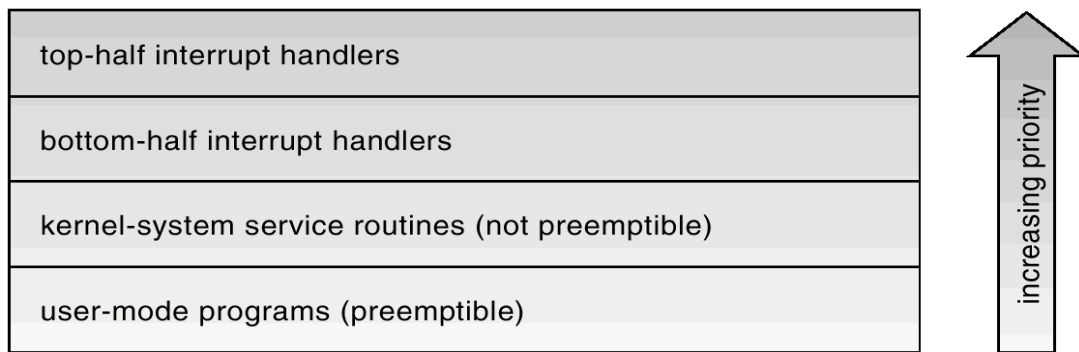 top-half interrupt handlers
bottom-half interrupt handlers
kernel-system service routines (not preemptible)
user-mode programs (preemptible)
increasing priority